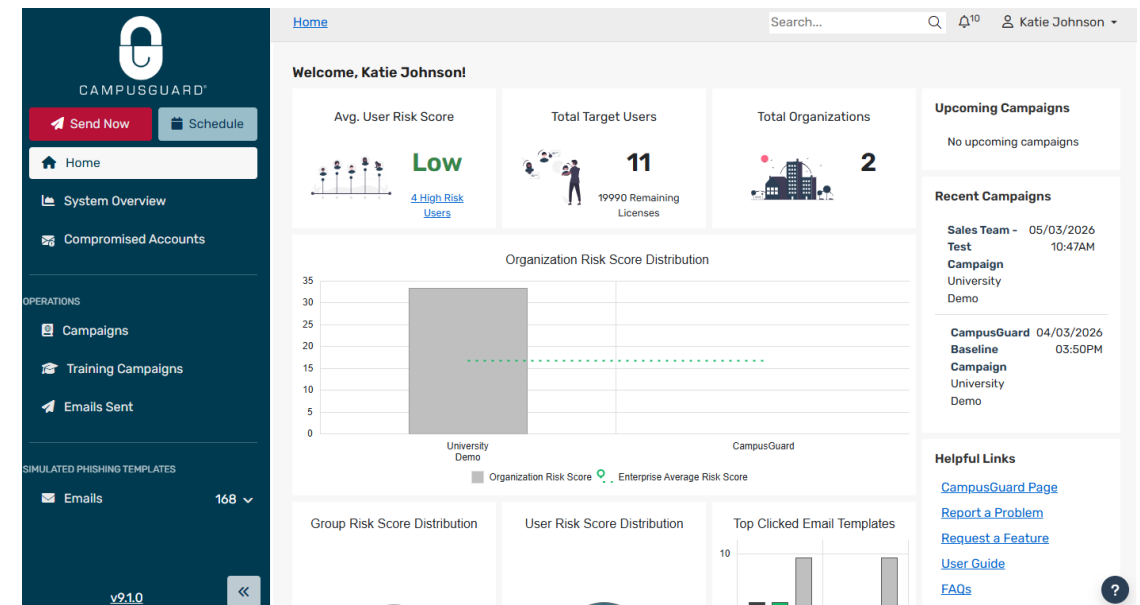 CAMPUSGUARD
Send Now
Schedule
Home
System Overview
Compromised Accounts
OPERATIONS
Campaigns
Training Campaigns
Emails Sent
SIMULATED PHISHING TEMPLATES
Emails 168
v9.1.0
Home
Search...
10
Katie Johnson
Welcome, Katie Johnson!
Avg. User Risk Score
Low
4 High Risk
Users
Total Target Users
11
19990 Remaining
Licenses
Total Organizations
2
Organization Risk Score Distribution
35
30
25
20
15
10
5
0
University
Demo
CampusGuard
Organization Risk Score
Enterprise Average Risk Score
Group Risk Score Distribution
User Risk Score Distribution
Top Clicked Email Templates
10
Upcoming Campaigns
No upcoming campaigns
Recent Campaigns
Sales Team - 05/03/2026
Test 10:47AM
Campaign
University
Demo
CampusGuard 04/03/2026
Baseline 03:50PM
Campaign
University
Demo
Helpful Links
CampusGuard Page
Report a Problem
Request a Feature
User Guide
FAQs
?